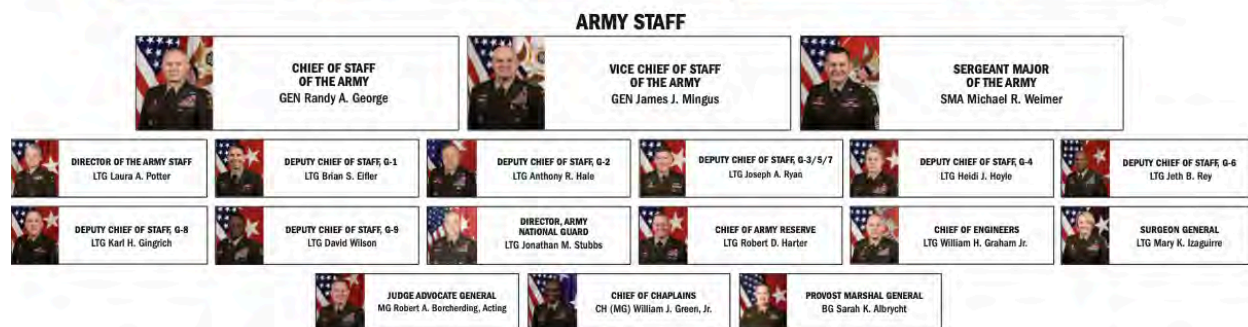 ARMY STAFF
CHIEF OF STAFF
OF THE ARMY
GEN Randy A. George
VICE CHIEF OF STAFF
OF THE ARMY
GEN James J. Mingus
SERGEANT MAJOR
OF THE ARMY
SMA Michael R. Weimer
DIRECTOR OF THE ARMY STAFF
LTG Laura A. Potter
DEPUTY CHIEF OF STAFF, G-1
LTG Brian S. Eifler
DEPUTY CHIEF OF STAFF, G-2
LTG Anthony R. Hale
DEPUTY CHIEF OF STAFF, G-3/5/7
LTG Joseph A. Ryan
DEPUTY CHIEF OF STAFF, G-4
LTG Heidi J. Hoyle
DEPUTY CHIEF OF STAFF, G-6
LTG Jeth B. Rey
DEPUTY CHIEF OF STAFF, G-8
LTG Karl H. Gingrich
DEPUTY CHIEF OF STAFF, G-9
LTG David Wilson
DIRECTOR, ARMY
NATIONAL GUARD
LTG Jonathan M. Stubbs
CHIEF OF ARMY RESERVE
LTG Robert D. Harter
CHIEF OF ENGINEERS
LTG William H. Graham Jr.
SURGEON GENERAL
LTG Mary K. Izaguirre
JUDGE ADVOCATE GENERAL
MG Robert A. Borcherding, Acting
CHIEF OF CHAPLAINS
CH (MG) William J. Green, Jr.
PROVOST MARSHAL GENERAL
BG Sarah K. Albrycht